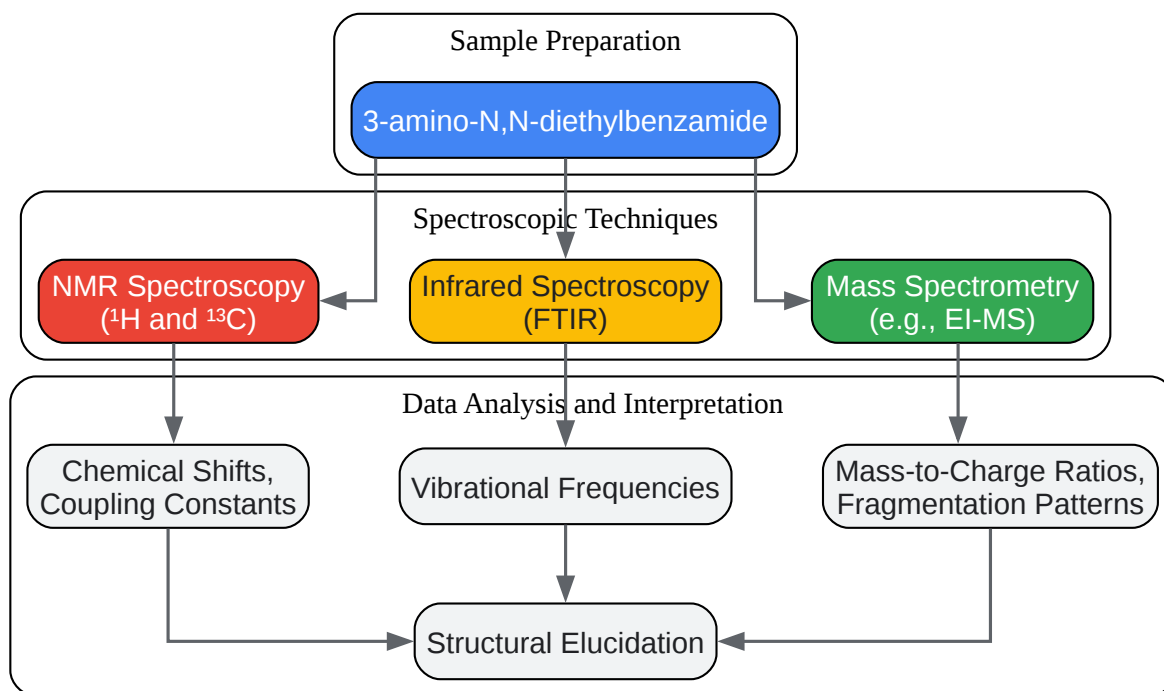 Sample Preparation
3-amino-N,N-diethylbenzamide
Spectroscopic Techniques
NMR Spectroscopy
(¹H and ¹³C)
Infrared Spectroscopy
(FTIR)
Mass Spectrometry
(e.g., EI-MS)
Data Analysis and Interpretation
Chemical Shifts,
Coupling Constants
Vibrational Frequencies
Mass-to-Charge Ratios,
Fragmentation Patterns
Structural Elucidation